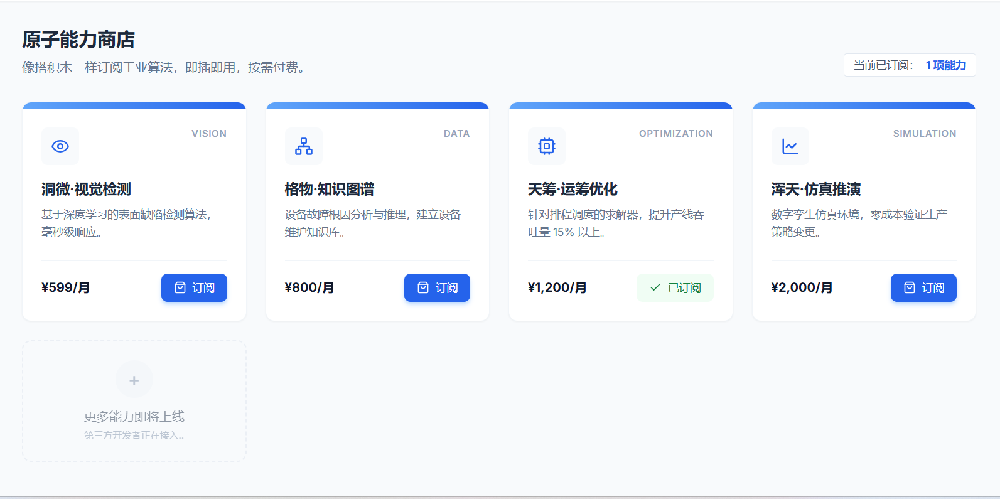 原子能力商店
像搭积木一样订阅工业算法，即插即用，按需付费。
当前已订阅： 1 项能力
VISION
洞微·视觉检测
基于深度学习的表面缺陷检测算法，
毫秒级响应。
¥599/月
订阅
DATA
格物·知识图谱
设备故障根因分析与推理，建立设备
维护知识库。
¥800/月
订阅
OPTIMIZATION
天筹·运筹优化
针对排程调度的求解器，提升产线吞
吐量 15% 以上。
¥1,200/月
已订阅
SIMULATION
浑天·仿真推演
数字孪生仿真环境，零成本验证生产
策略变更。
¥2,000/月
订阅
更多能力即将上线
第三方开发者正在接入..